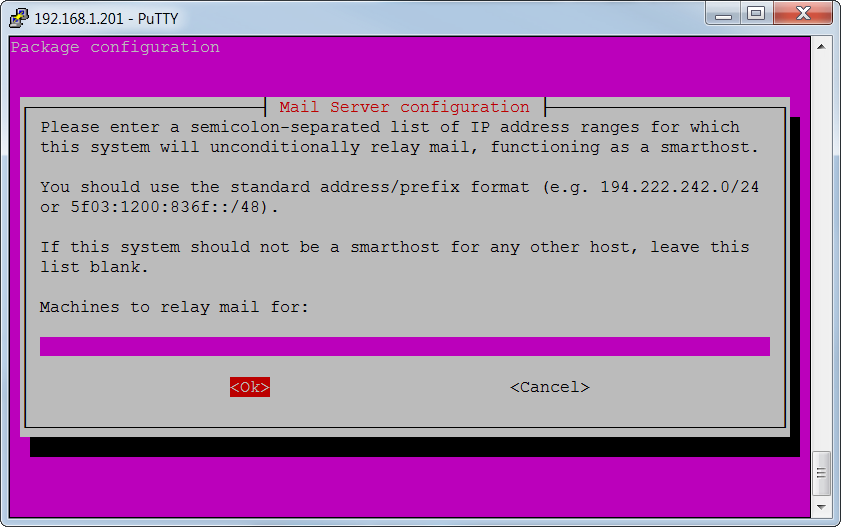 192.168.1.201 - PuTTY
Package configuration
Mail Server configuration
Please enter a semicolon-separated list of IP address ranges for which
this system will unconditionally relay mail, functioning as a smarthost.
You should use the standard address/prefix format (e.g. 194.222.242.0/24
or 5f03:1200:836f::/48).
If this system should not be a smarthost for any other host, leave this
list blank.
Machines to relay mail for:
<Ok> <Cancel>